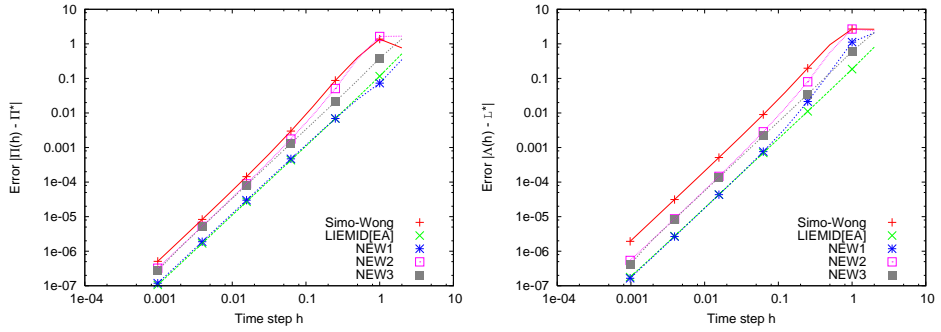 10
1
0.1
0.01
0.001
1e-04
1e-05
1e-06
1e-07
Error |Π(h) - Π*|
1e-04
0.001
0.01
0.1
1
10
Time step h
Simo-Wong
LIEMID[EA]
NEW1
NEW2
NEW3
10
1
0.1
0.01
0.001
1e-04
1e-05
1e-06
1e-07
Error |Λ(h) - L*|
1e-04
0.001
0.01
0.1
1
10
Time step h
Simo-Wong
LIEMID[EA]
NEW1
NEW2
NEW3